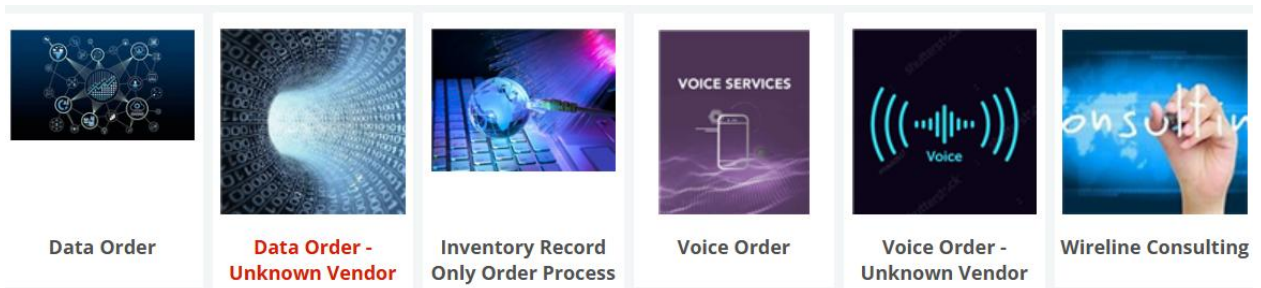 VOICE SERVICES
Voice
onsultin
Data Order
Data Order -
Unknown Vendor
Inventory Record
Only Order Process
Voice Order
Voice Order -
Unknown Vendor
Wireline Consulting